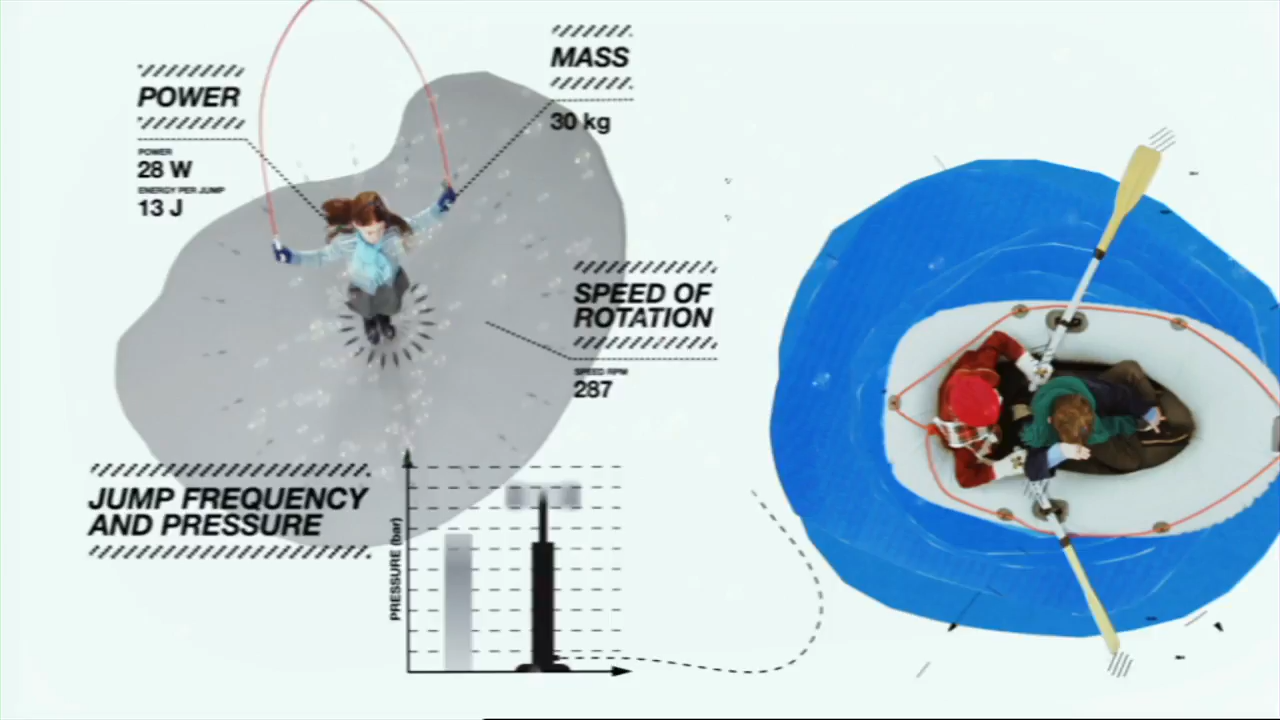 POWER
POWER
28 W
ENERGY PER JUMP
13 J
MASS
30 kg
SPEED OF
ROTATION
SPEED RPM
287
JUMP FREQUENCY
AND PRESSURE
PRESSURE (bar)